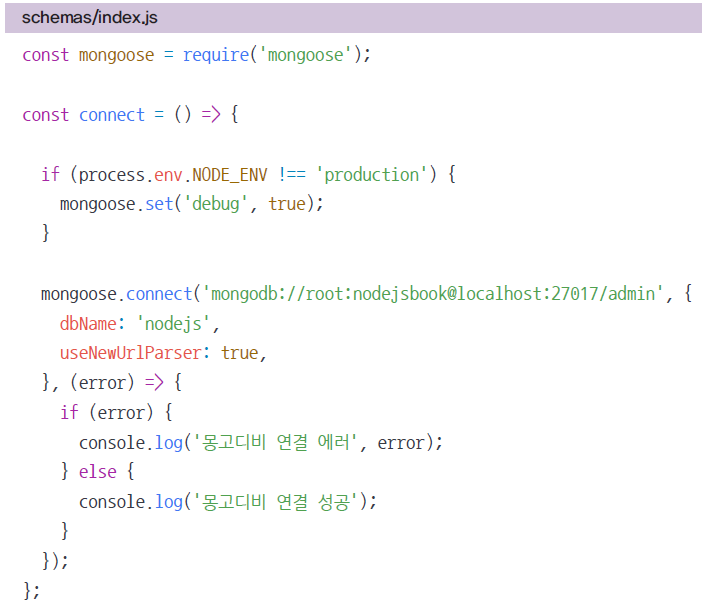 schemas/index.js
const mongoose = require('mongoose');
const connect = () => {
if (process.env.NODE_ENV !== 'production') {
mongoose.set('debug', true);
}
mongoose.connect('mongodb://root:nodejsbook@localhost:27017/admin', {
dbName: 'nodejs',
useNewUrlParser: true,
}, (error) => {
if (error) {
console.log('몽고디비 연결 에러', error);
} else {
console.log('몽고디비 연결 성공');
}
});
};